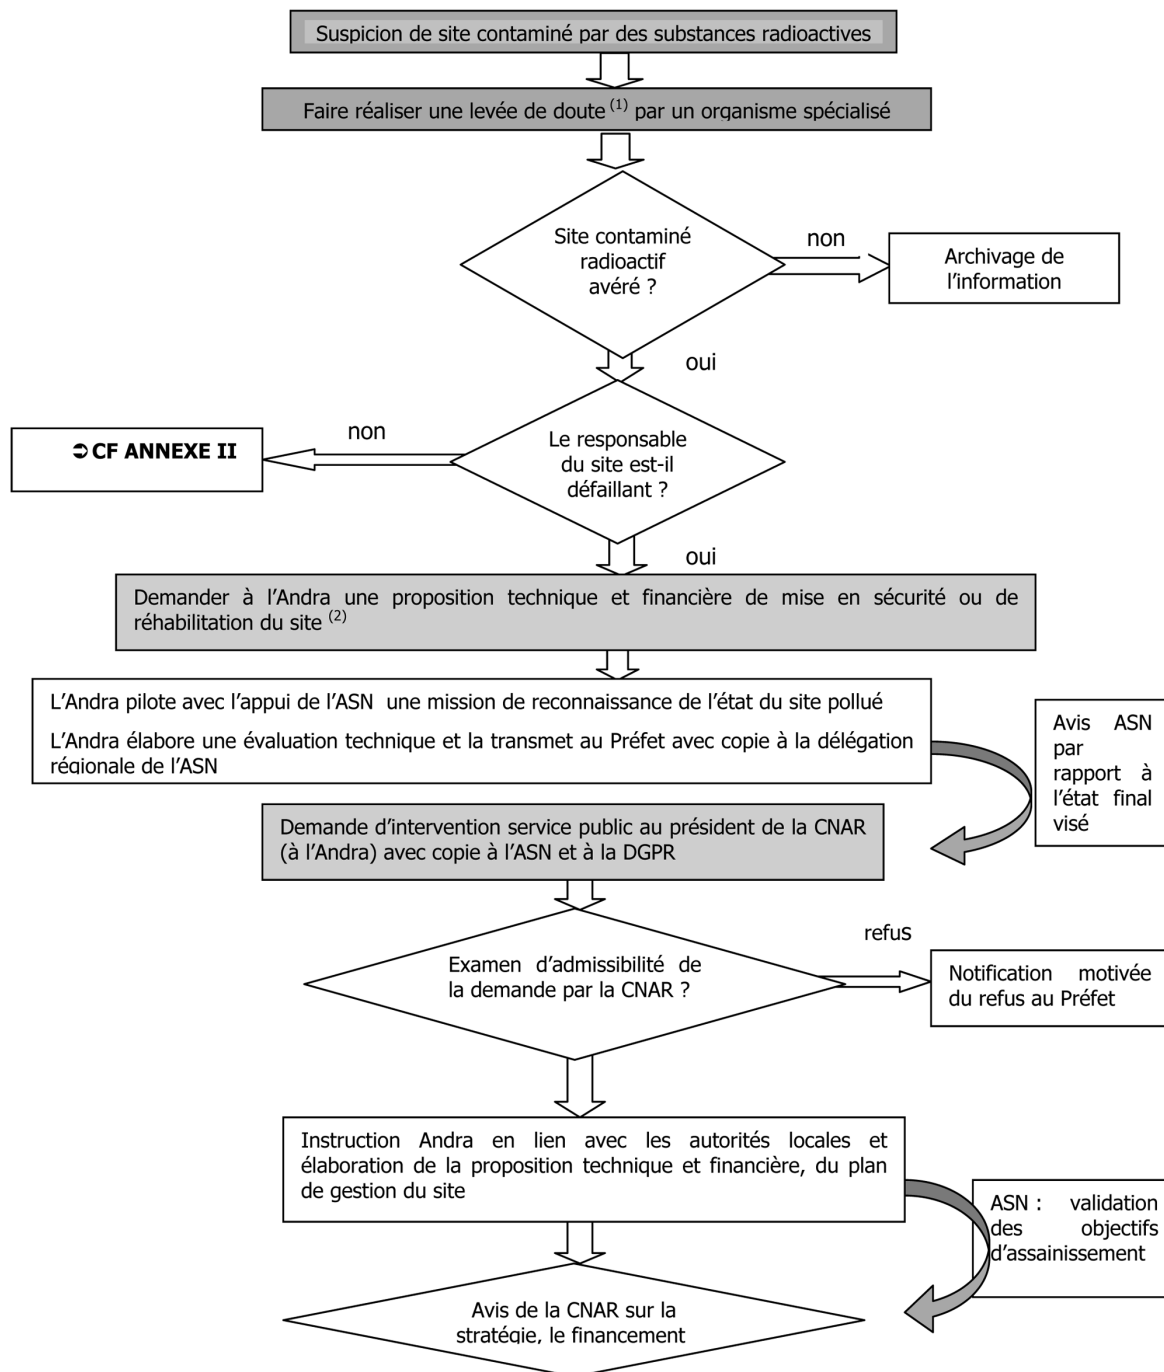 Suspicion de site contaminé par des substances radioactives
Faire réaliser une levée de doute (1) par un organisme spécialisé
Site contaminé
radioactif
avéré ?
non
Archivage de
l’information
oui
Le responsable
du site est-il
défaillant ?
non
➲ CF ANNEXE II
oui
Demander à l’Andra une proposition technique et financière de mise en sécurité ou de
réhabilitation du site (2)
L’Andra pilote avec l’appui de l’ASN une mission de reconnaissance de l’état du site pollué
L’Andra élabore une évaluation technique et la transmet au Préfet avec copie à la délégation
régionale de l’ASN
Avis ASN
par
rapport à
l’état final
visé
Demande d’intervention service public au président de la CNAR
(à l’Andra) avec copie à l’ASN et à la DGPR
Examen d’admissibilité de
la demande par la CNAR ?
refus
Notification motivée
du refus au Préfet
Instruction Andra en lien avec les autorités locales et
élaboration de la proposition technique et financière, du plan
de gestion du site
ASN : validation
des objectifs
d’assainissement
Avis de la CNAR sur la
stratégie, le financement